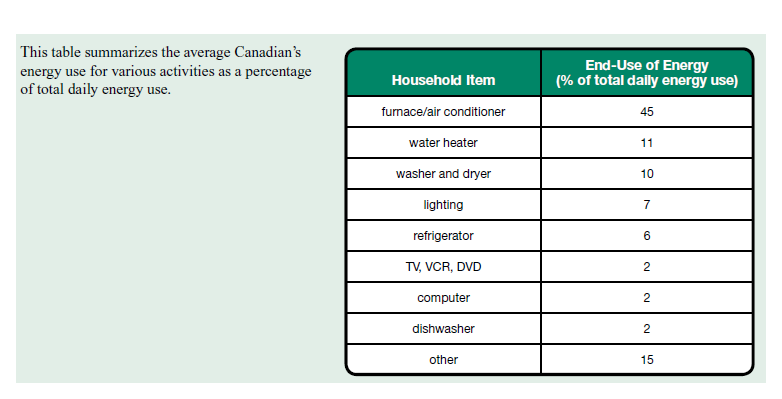 This table summarizes the average Canadian's
energy use for various activities as a percentage
of total daily energy use.
Household Item
End-Use of Energy
(% of total daily energy use)
furnace/air conditioner 45
water heater 11
washer and dryer 10
lighting 7
refrigerator 6
TV, VCR, DVD 2
computer 2
dishwasher 2
other 15